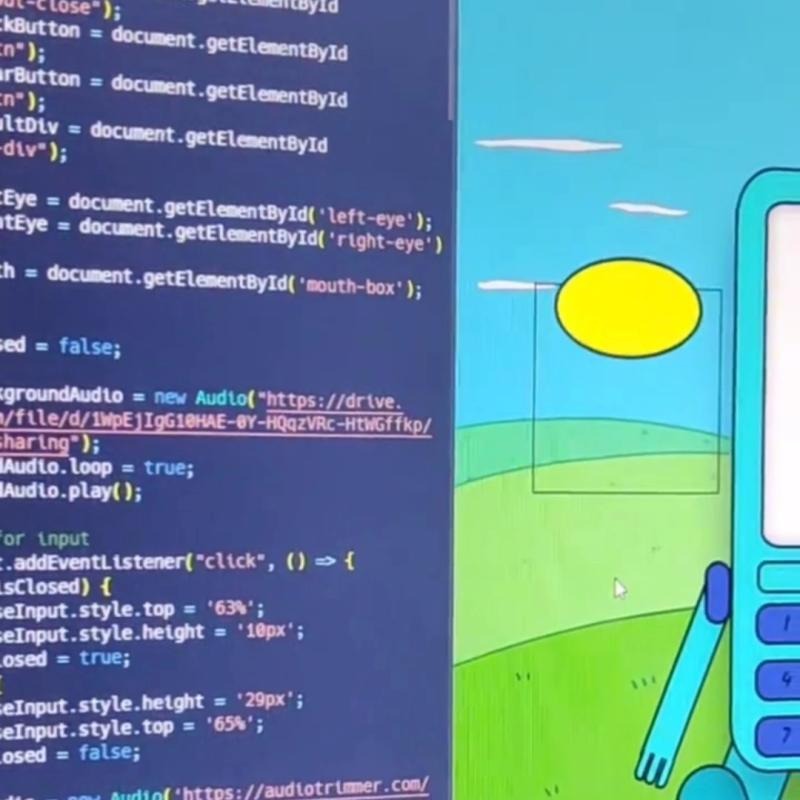 document.getElementById
-close");
ckButton = document.getElementById
tn");
arButton = document.getElementById
tn");
ultDiv = document.getElementById
-div");
tEye = document.getElementById('left-eye');
htEye = document.getElementById('right-eye')
th = document.getElementById('mouth-box');
sed = false;
kgroundAudio = new Audio("https://drive.
m/file/d/1WpEjIgG10HAE-0Y-HQqzVRc-HtWGffkp/
sharing");
dAudio.loop = true;
dAudio.play();
for input
t.addEventListener("click", () => {
isClosed) {
seInput.style.top = '63%';
seInput.style.height = '10px';
losed = true;
{
seInput.style.height = '29px';
seInput.style.top = '65%';
losed = false;
= new Audio('https://audiotrimmer.com/
1
4
7